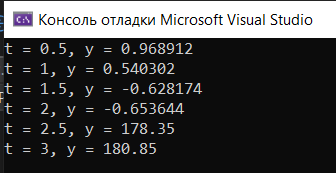 Консоль отладки Microsoft Visual Studio
t = 0.5, y = 0.968912
t = 1, y = 0.540302
t = 1.5, y = -0.628174
t = 2, y = -0.653644
t = 2.5, y = 178.35
t = 3, y = 180.85